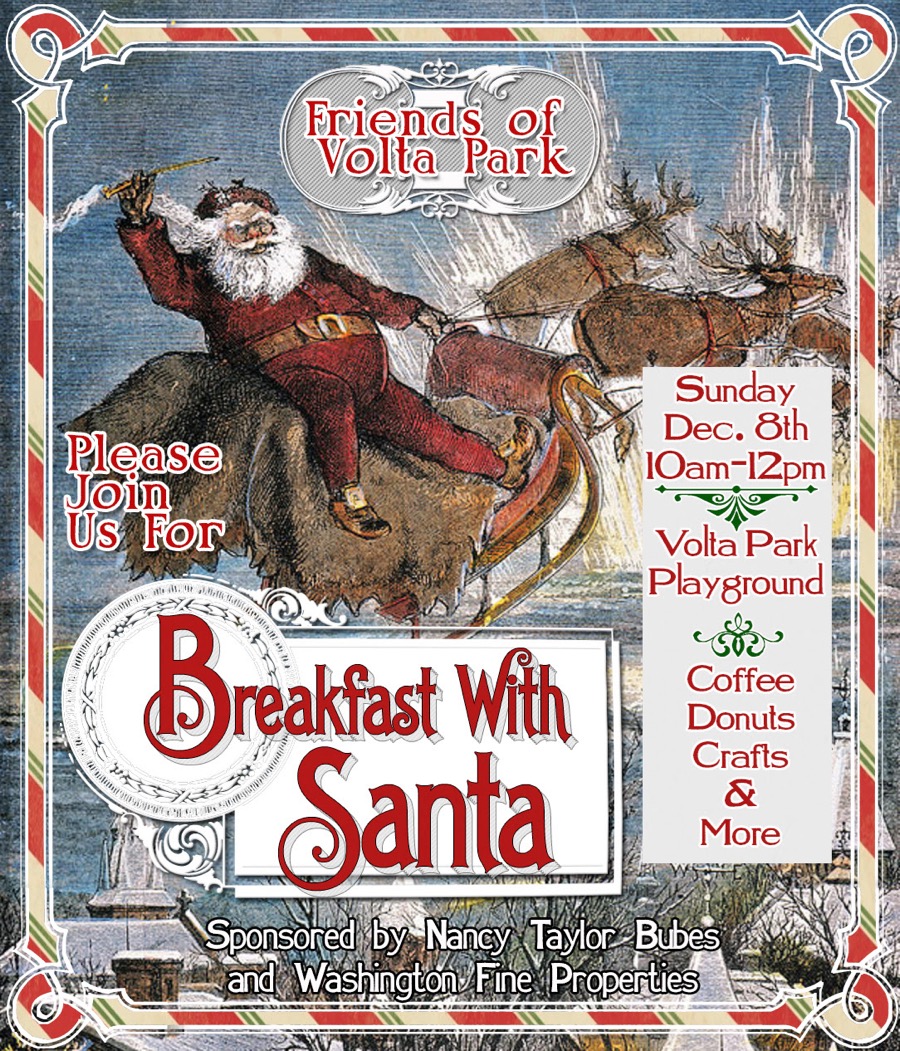 Friends of
Volta Park
Please
Join
Us For
Breakfast With
Santa
Sunday
Dec. 8th
10am-12pm
Volta Park
Playground
Coffee
Donuts
Crafts
&
More
Sponsored by Nancy Taylor Bubes
and Washington Fine Properties